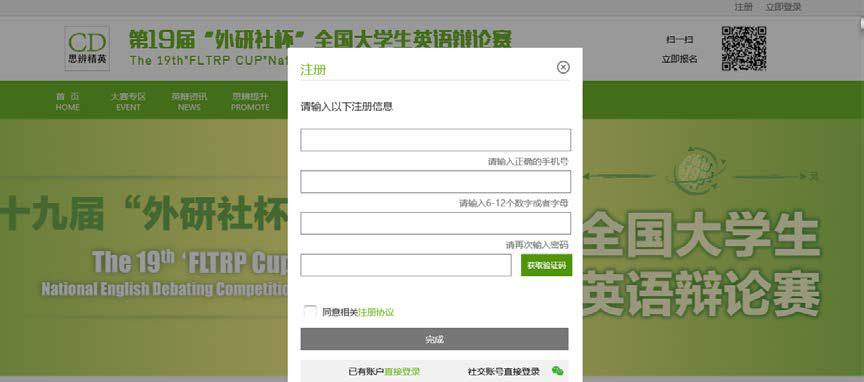 注册 立即登录
CD
思辨精英
第19届“外研社杯”全国大学生英语辩论赛
The 19th"FLTRP CUP"Nat
扫一扫
立即报名
首 页 大赛专区 英辩资讯 思辨提升
HOME EVENT NEWS PROMOTE
注册
请输入以下注册信息
请输入正确的手机号
请输入6-12个数字或者字母
请再次输入密码
获取验证码
同意相关注册协议
完成
已有账户直接登录 社交账号直接登录
十九届“外研社杯
The 19th ‘FLTRP Cup
National English Debating Competition
全国大学生
英语辩论赛